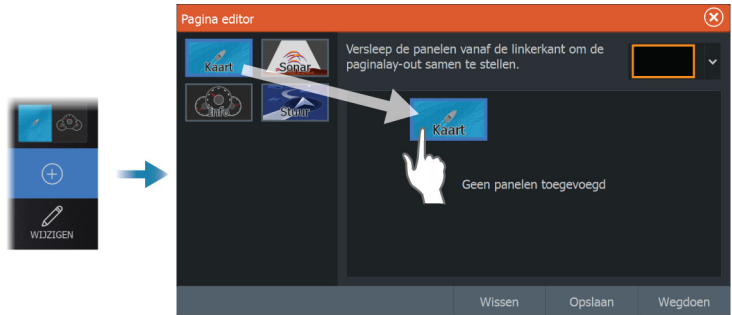 Pagina editor
Kaart
Sonar
Info
Stuur
Versleep de panelen vanaf de linkerkant om de
paginalay-out samen te stellen.
Kaart
Geen panelen toegevoegd
WIJZIGEN
Wissen
Opslaan
Wegdoen